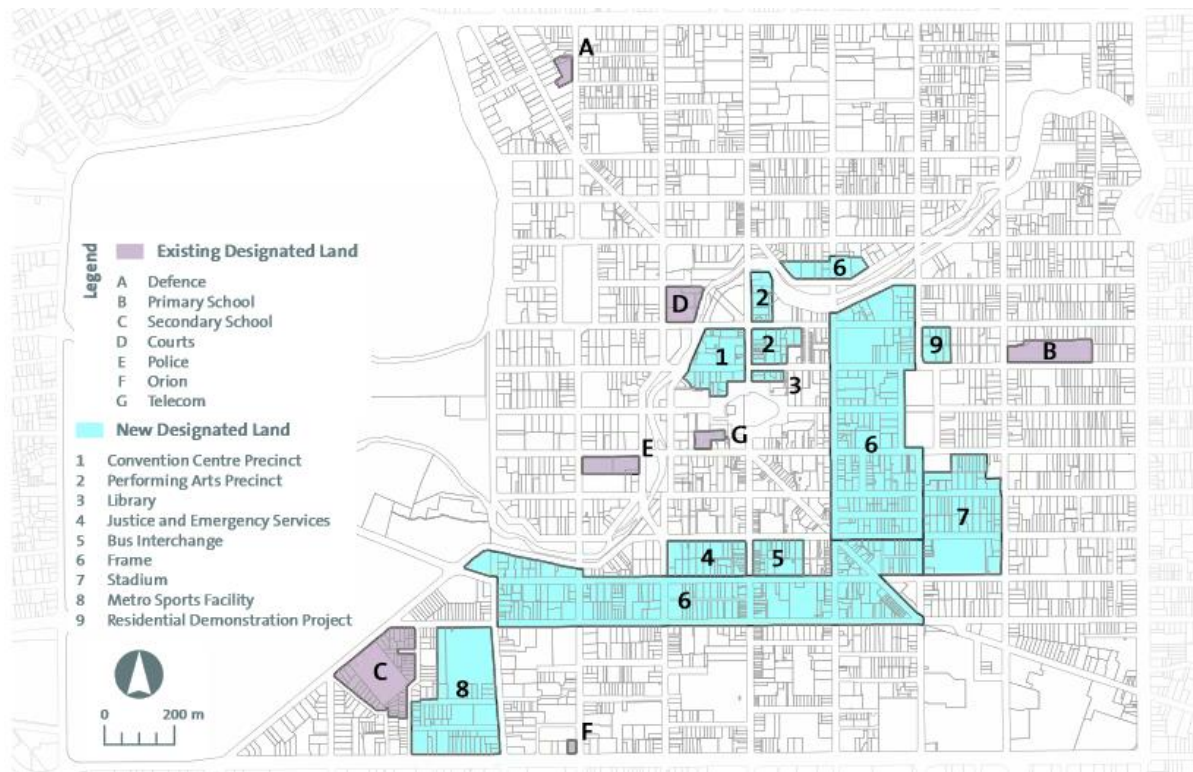 A
6
D
2
1
2
9
B
3
G
E
6
7
4
5
6
C
8
F
Legend
Existing Designated Land
A Defence
B Primary School
C Secondary School
D Courts
E Police
F Orion
G Telecom
New Designated Land
1 Convention Centre Precinct
2 Performing Arts Precinct
3 Library
4 Justice and Emergency Services
5 Bus Interchange
6 Frame
7 Stadium
8 Metro Sports Facility
9 Residential Demonstration Project
0 200 m